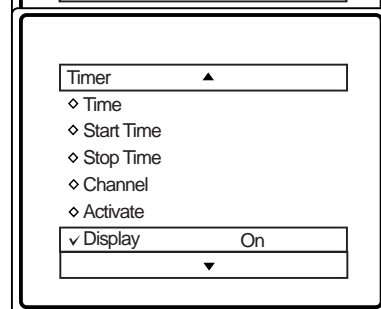 Timer ▲
◇ Time
◇ Start Time
◇ Stop Time
◇ Channel
◇ Activate
✓ Display On
▼